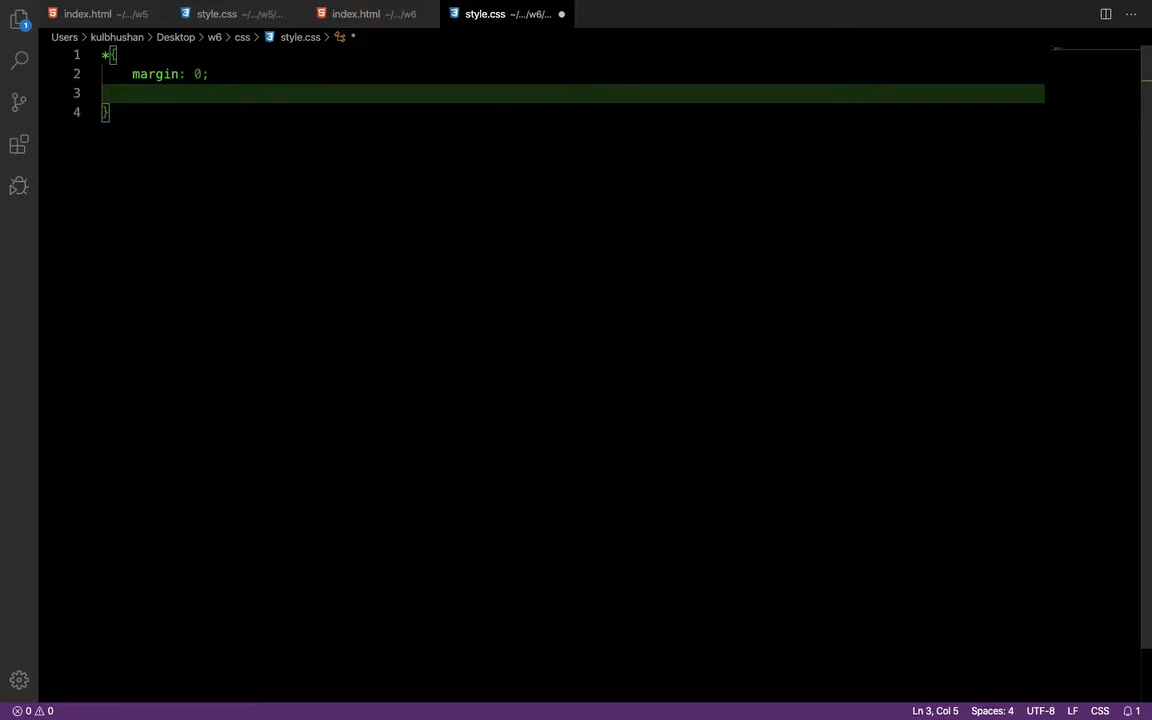 index.html ~/.../w5 style.css ~/.../w5/... index.html ~/.../w6 style.css ~/.../w6/... ● ...
1
Users > kulbhushan > Desktop > w6 > css > style.css > *
1 *{
2 margin: 0;
3
4 }
0 0 Ln 3, Col 5 Spaces: 4 UTF-8 LF CSS 1